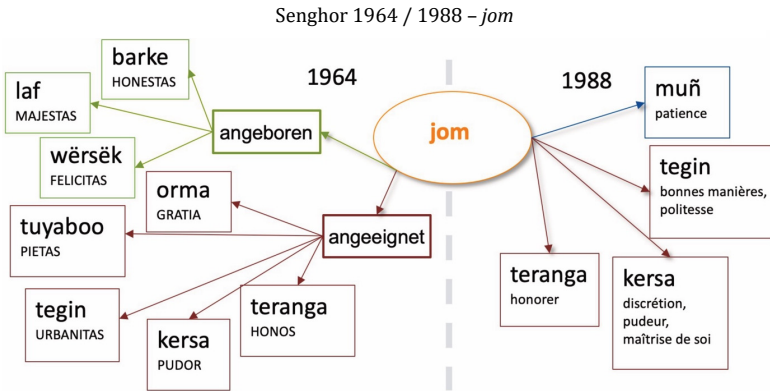 Senghor 1964 / 1988 – jom
1964
1988
jom
angeboren
barke
HONESTAS
laf
MAJESTAS
wërsëk
FELICITAS
angeeignet
orma
GRATIA
tuyaboo
PIETAS
tegin
URBANITAS
kersa
PUDOR
teranga
HONOS
muñ
patience
tegin
bonnes manières,
politesse
teranga
honorer
kersa
discrétion,
pudeur,
maîtrise de soi